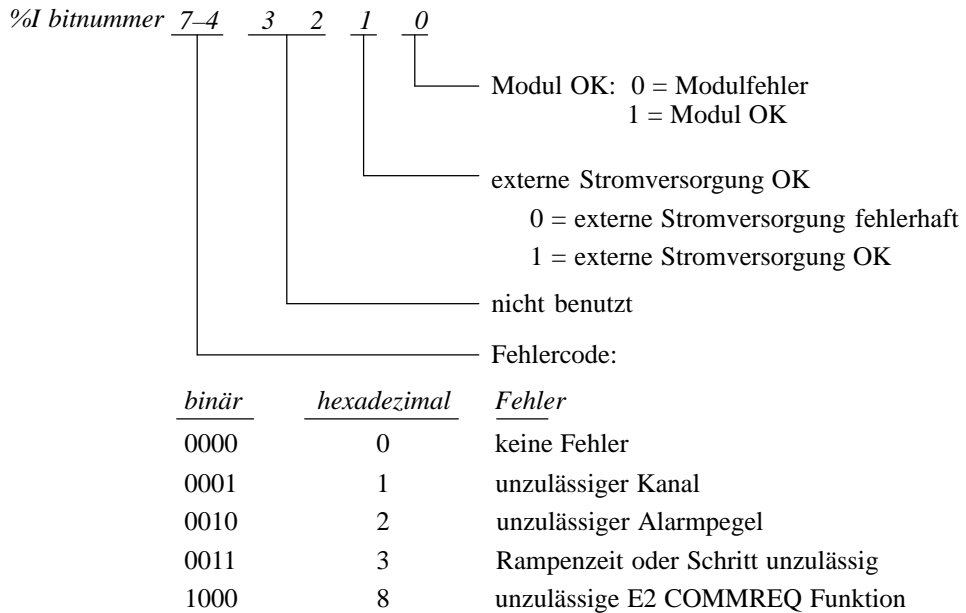 %I bitnummer 7–4 3 2 1 0
Modul OK: 0 = Modulfehler
1 = Modul OK
externe Stromversorgung OK
0 = externe Stromversorgung fehlerhaft
1 = externe Stromversorgung OK
nicht benutzt
Fehlercode:
binär hexadezimal Fehler
0000 0 keine Fehler
0001 1 unzulässiger Kanal
0010 2 unzulässiger Alarmpegel
0011 3 Rampenzeit oder Schritt unzulässig
1000 8 unzulässige E2 COMMREQ Funktion